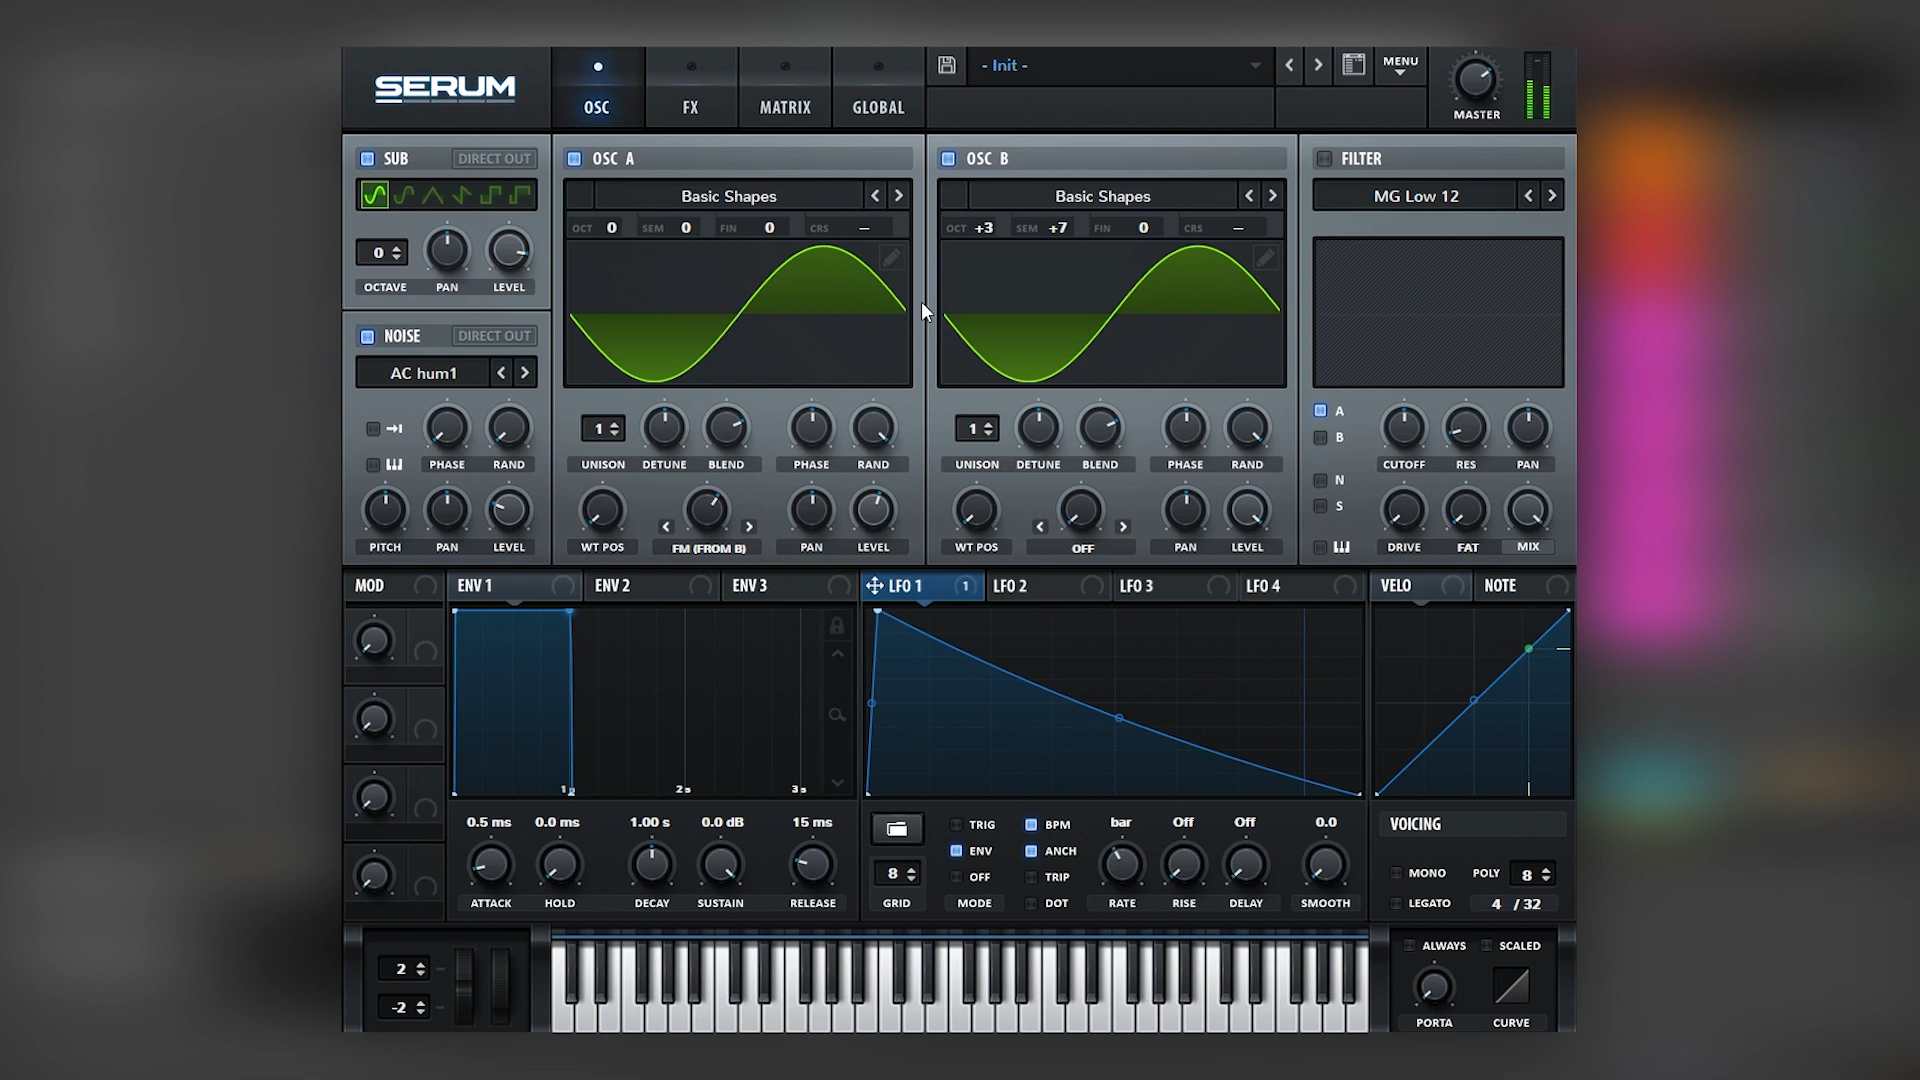 SERUM
OSC
FX
MATRIX
GLOBAL
- Init -
MENU
MASTER
SUB
DIRECT OUT
0
OCTAVE PAN LEVEL
NOISE
DIRECT OUT
AC hum1
PHASE RAND
PITCH PAN LEVEL
OSC A
Basic Shapes
OCT 0 SEM 0 FIN 0 CRS –
1
UNISON DETUNE BLEND PHASE RAND
WT POS FM (FROM B) PAN LEVEL
OSC B
Basic Shapes
OCT +3 SEM +7 FIN 0 CRS –
1
UNISON DETUNE BLEND PHASE RAND
WT POS OFF PAN LEVEL
FILTER
MG Low 12
A
B
N
S
CUTOFF RES PAN
DRIVE FAT MIX
MOD
ENV 1 ENV 2 ENV 3
LFO 1 1 LFO 2 LFO 3 LFO 4
VELO NOTE
2s 3s
0.5 ms 0.0 ms 1.00 s 0.0 dB 15 ms
ATTACK HOLD DECAY SUSTAIN RELEASE
8
GRID
TRIG
ENV
OFF
MODE
BPM
ANCH
TRIP
DOT
bar Off Off 0.0
RATE RISE DELAY SMOOTH
VOICING
MONO POLY 8
LEGATO 4 / 32
2
-2
ALWAYS SCALED
PORTA CURVE